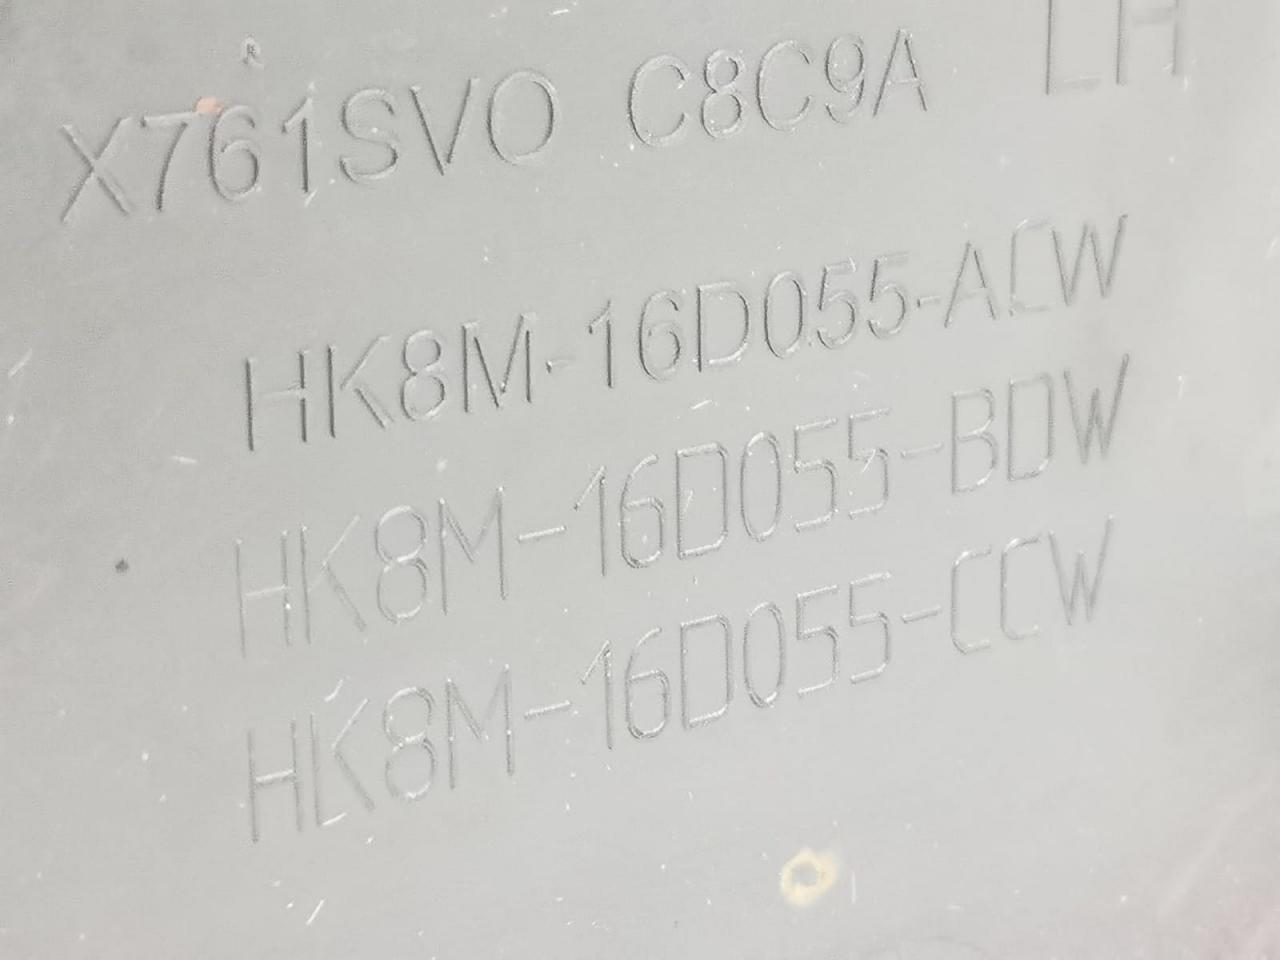 X761SVO C8C9A LH
HK8M-16D055-ACW
HK8M-16D055-BDW
HK8M-16D055-CCW